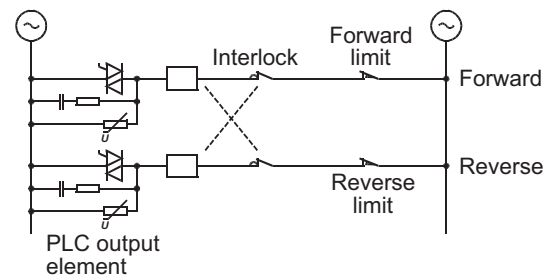 Interlock
Forward
limit
Forward
U
Reverse
Reverse
limit
U
PLC output
element